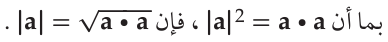 بما أن |a|² = a • a ، فإن |a| = √(a • a) .